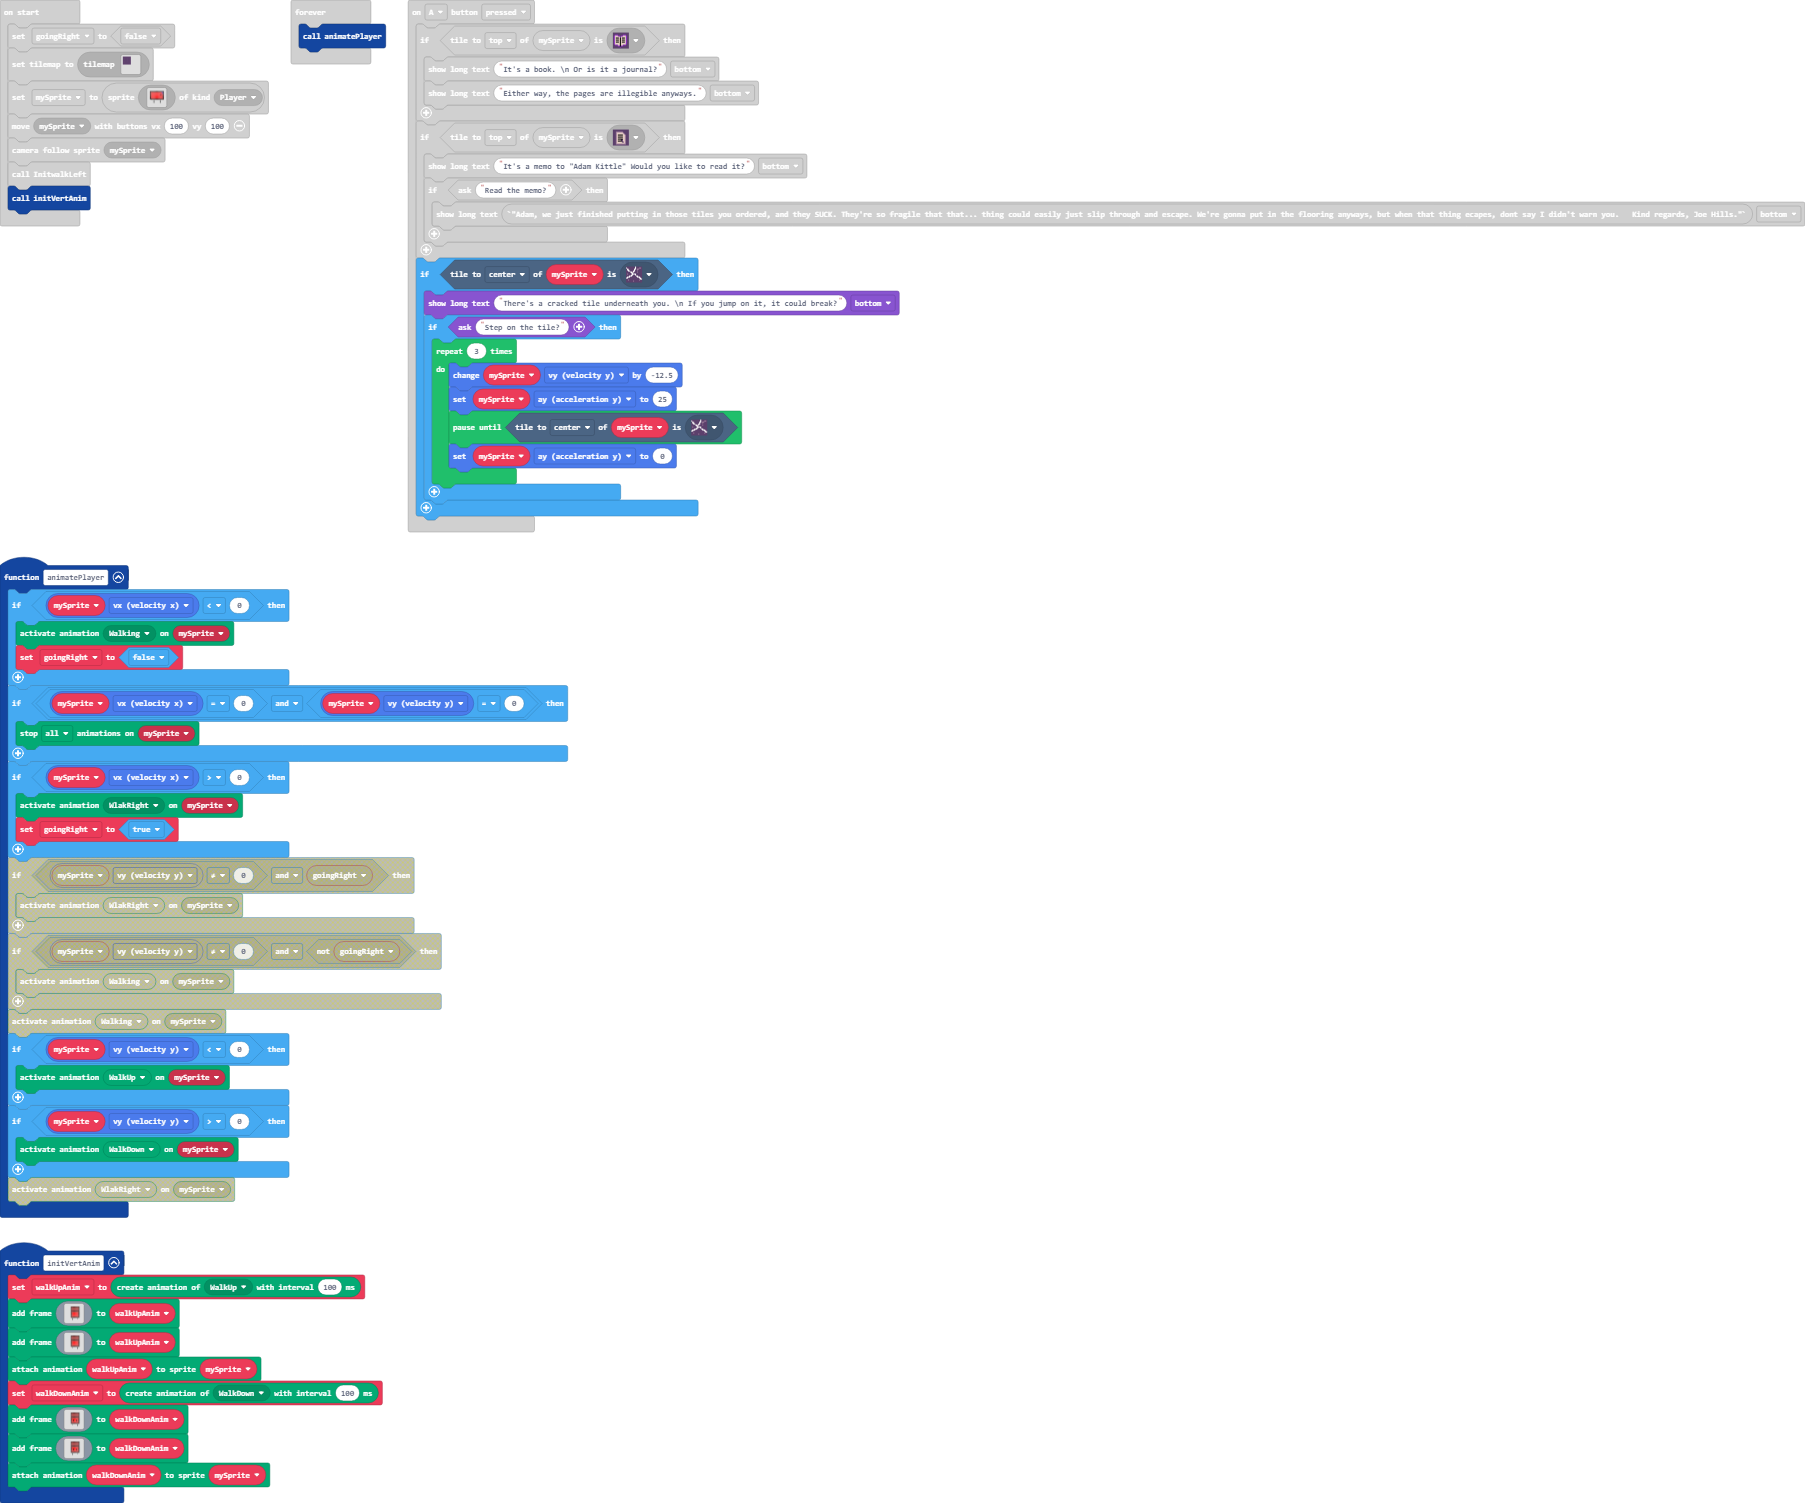 on start
set goingRight to false
set tilemap to tilemap
set mySprite to sprite of kind Player
move mySprite with buttons vx 100 vy 100
camera follow sprite mySprite
call InitwalkLeft
call initVertAnim
forever
call animatePlayer
on A button pressed
if tile to top of mySprite is then
show long text "It's a book. \n Or is it a journal?" bottom
show long text "Either way, the pages are illegible anyways." bottom
if tile to top of mySprite is then
show long text "It's a memo to "Adam Kittle" Would you like to read it?" bottom
if ask "Read the memo?" then
show long text ""Adam, we just finished putting in those tiles you ordered, and they SUCK. They're so fragile that that... thing could easily just slip through and escape. We're gonna put in the flooring anyways, but when that thing ecapes, dont say I didn't warn you. Kind regards, Joe Hills."" bottom
if tile to center of mySprite is then
show long text "There's a cracked tile underneath you. \n If you jump on it, it could break?" bottom
if ask "Step on the tile?" then
repeat 3 times
do change mySprite vy (velocity y) by -12.5
set mySprite ay (acceleration y) to 25
pause until tile to center of mySprite is
set mySprite ay (acceleration y) to 0
function animatePlayer
if mySprite vx (velocity x) < 0 then
activate animation Walking on mySprite
set goingRight to false
if mySprite vx (velocity x) = 0 and mySprite vy (velocity y) = 0 then
stop all animations on mySprite
if mySprite vx (velocity x) > 0 then
activate animation WlakRight on mySprite
set goingRight to true
if mySprite vy (velocity y) ≠ 0 and goingRight then
activate animation WlakRight on mySprite
if mySprite vy (velocity y) ≠ 0 and not goingRight then
activate animation Walking on mySprite
activate animation Walking on mySprite
if mySprite vy (velocity y) < 0 then
activate animation WalkUp on mySprite
if mySprite vy (velocity y) > 0 then
activate animation WalkDown on mySprite
activate animation WlakRight on mySprite
function initVertAnim
set walkUpAnim to create animation of WalkUp with interval 100 ms
add frame to walkUpAnim
add frame to walkUpAnim
attach animation walkUpAnim to sprite mySprite
set walkDownAnim to create animation of WalkDown with interval 100 ms
add frame to walkDownAnim
add frame to walkDownAnim
attach animation walkDownAnim to sprite mySprite